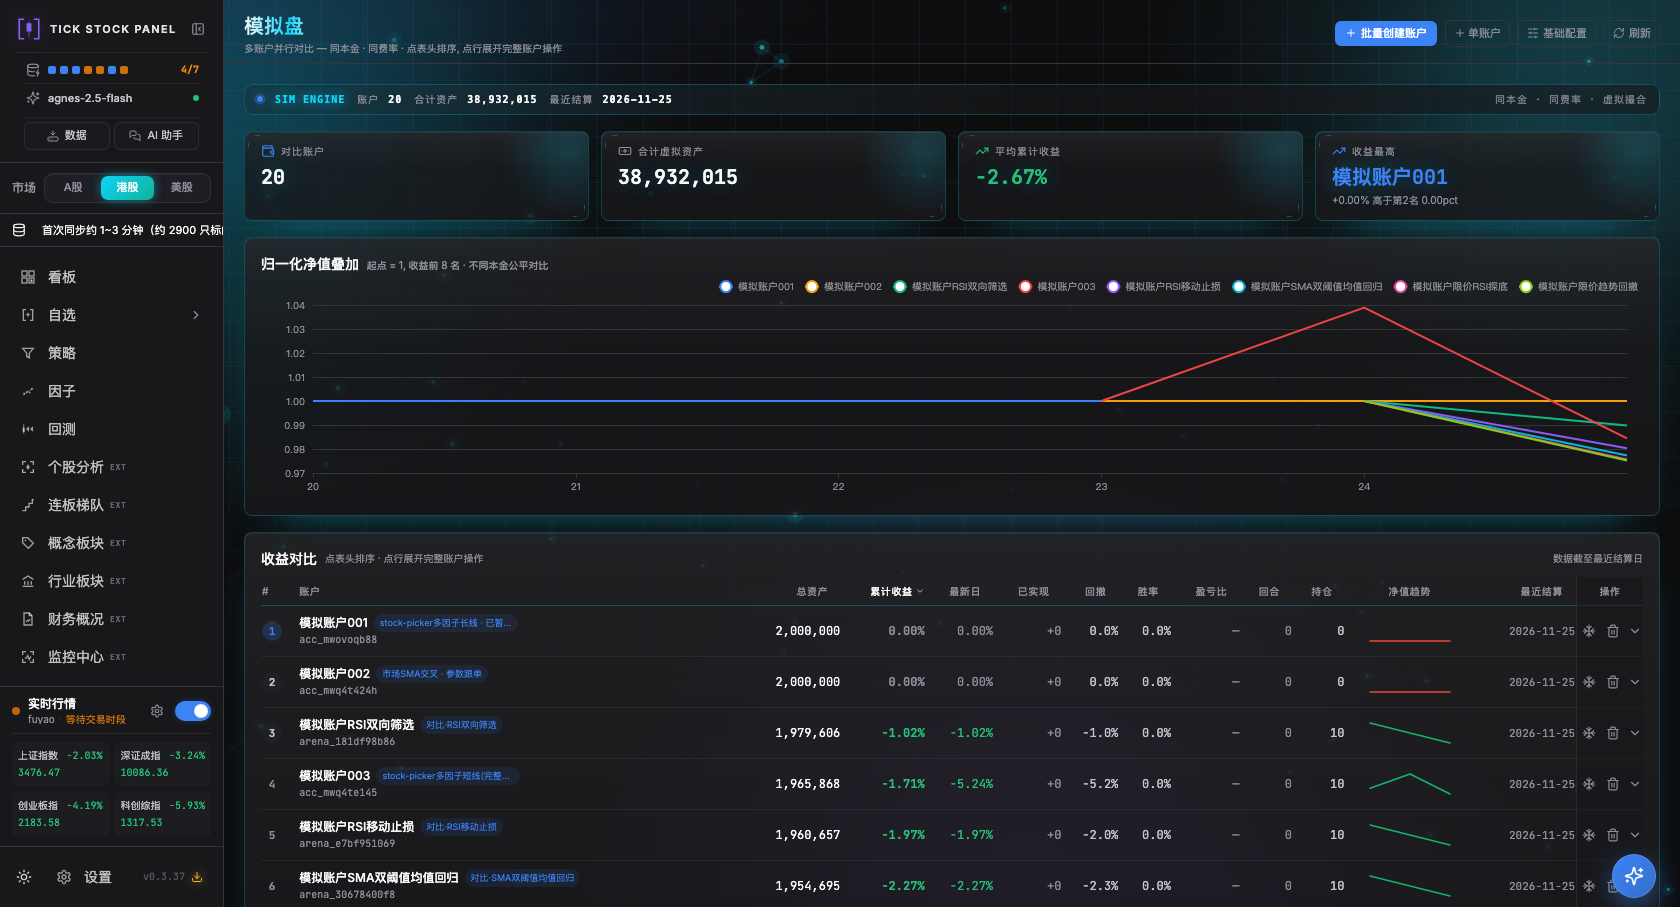 TICK STOCK PANEL
4/7
agnes-2.5-flash
数据 AI 助手
市场 A股 港股 美股
首次同步约 1~3 分钟（约 2900 只标
看板
自选
策略
因子
回测
个股分析 EXT
连板梯队 EXT
概念板块 EXT
行业板块 EXT
财务概况 EXT
监控中心 EXT
实时行情
fuyao · 等待交易时段
上证指数 -2.03% 深证成指 -3.24%
3476.47 10086.36
创业板指 -4.19% 科创综指 -5.93%
2183.58 1317.53
设置 v0.3.37
模拟盘
多账户并行对比 — 同本金 · 同费率 · 点表头排序, 点行展开完整账户操作
+ 批量创建账户 + 单账户 基础配置 刷新
SIM ENGINE 账户 20 合计资产 38,932,015 最近结算 2026-11-25 同本金 · 同费率 · 虚拟撮合
对比账户
20
合计虚拟资产
38,932,015
平均累计收益
-2.67%
收益最高
模拟账户001
+0.00% 高于第2名 0.00pct
归一化净值叠加 起点 = 1, 收益前 8 名 · 不同本金公平对比
模拟账户001 模拟账户002 模拟账户RSI双向筛选 模拟账户003 模拟账户RSI移动止损 模拟账户SMA双阈值均值回归 模拟账户限价RSI探底 模拟账户限价趋势回撤
1.04
1.03
1.02
1.01
1.00
0.99
0.98
0.97
20 21 22 23 24
收益对比 点表头排序 · 点行展开完整账户操作 数据截至最近结算日
# 账户 总资产 累计收益 最新日 已实现 回撤 胜率 盈亏比 回合 持仓 净值趋势 最近结算 操作
1 模拟账户001 stock-picker多因子长线 · 已暂... 2,000,000 0.00% 0.00% +0 0.0% 0.0% — 0 0 2026-11-25
acc_mwovoqb88
2 模拟账户002 市场SMA交叉 · 参数跟单 2,000,000 0.00% 0.00% +0 0.0% 0.0% — 0 0 2026-11-25
acc_mwq4t424h
3 模拟账户RSI双向筛选 对比·RSI双向筛选 1,979,606 -1.02% -1.02% +0 -1.0% 0.0% — 0 10 2026-11-25
arena_181df98b86
4 模拟账户003 stock-picker多因子短线(完整... 1,965,868 -1.71% -5.24% +0 -5.2% 0.0% — 0 10 2026-11-25
acc_mwq4te145
5 模拟账户RSI移动止损 对比·RSI移动止损 1,960,657 -1.97% -1.97% +0 -2.0% 0.0% — 0 10 2026-11-25
arena_e7bf951069
6 模拟账户SMA双阈值均值回归 对比·SMA双阈值均值回归 1,954,695 -2.27% -2.27% +0 -2.3% 0.0% — 0 10 2026-11-25
arena_30678400f8